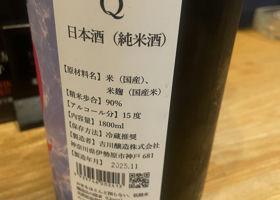 Q
日本酒（純米酒）
【原材料名】米（国産）、
米麹（国産米）
【精米歩合】90%
【アルコール分】15度
【内容量】1800ml
【保存方法】冷蔵推奨
【製造者】吉川醸造株式会社
神奈川県伊勢原市神戸681
【製造年月】2025.11